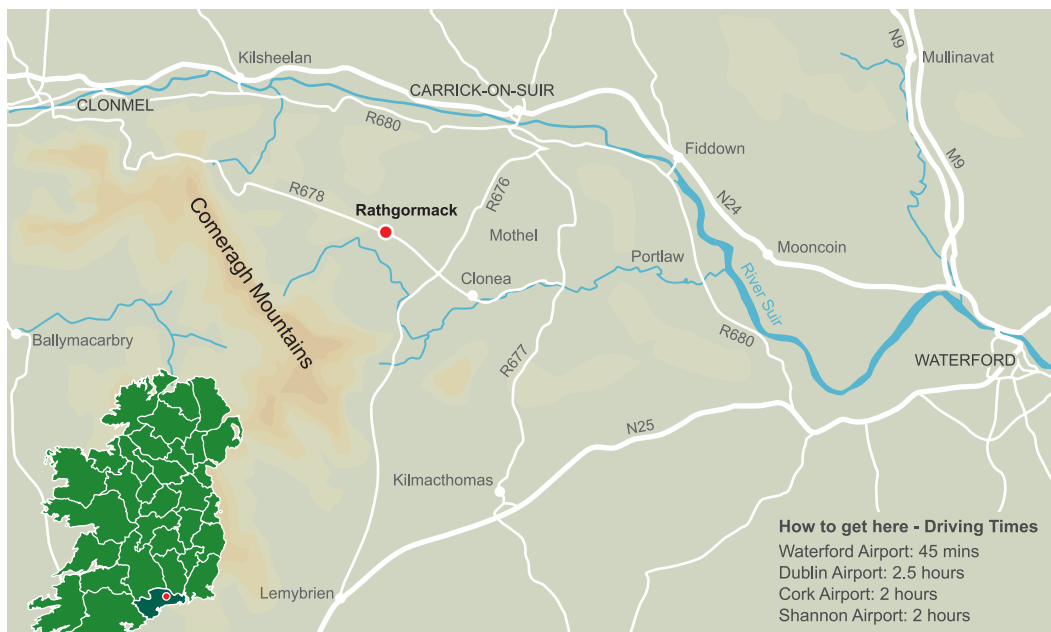 N9
Mullinavat
Kilsheelan
CARRICK-ON-SUIR
CLONMEL
R680
Fiddown
M9
R678
R676
Rathgormack
N24
Mothel
Mooncoin
Portlaw
Comeragh Mountains
Clonea
River Suir
Ballymacarbry
R677
R680
WATERFORD
N25
Kilmacthomas
Lemybrien
How to get here - Driving Times
Waterford Airport: 45 mins
Dublin Airport: 2.5 hours
Cork Airport: 2 hours
Shannon Airport: 2 hours